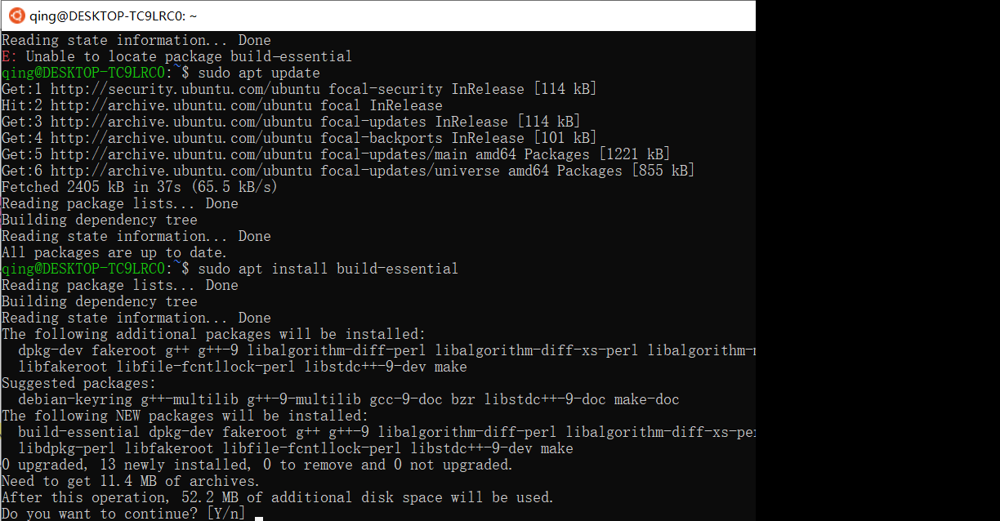 qing@DESKTOP-TC9LRC0: ~
Reading state information... Done
E: Unable to locate package build-essential
qing@DESKTOP-TC9LRC0:~$ sudo apt update
Get:1 http://security.ubuntu.com/ubuntu focal-security InRelease [114 kB]
Hit:2 http://archive.ubuntu.com/ubuntu focal InRelease
Get:3 http://archive.ubuntu.com/ubuntu focal-updates InRelease [114 kB]
Get:4 http://archive.ubuntu.com/ubuntu focal-backports InRelease [101 kB]
Get:5 http://archive.ubuntu.com/ubuntu focal-updates/main amd64 Packages [1221 kB]
Get:6 http://archive.ubuntu.com/ubuntu focal-updates/universe amd64 Packages [855 kB]
Fetched 2405 kB in 37s (65.5 kB/s)
Reading package lists... Done
Building dependency tree
Reading state information... Done
All packages are up to date.
qing@DESKTOP-TC9LRC0:~$ sudo apt install build-essential
Reading package lists... Done
Building dependency tree
Reading state information... Done
The following additional packages will be installed:
dpkg-dev fakeroot g++ g++-9 libalgorithm-diff-perl libalgorithm-diff-xs-perl libalgorithm-
libfakeroot libfile-fcntllock-perl libstdc++-9-dev make
Suggested packages:
debian-keyring g++-multilib g++-9-multilib gcc-9-doc bzr libstdc++-9-doc make-doc
The following NEW packages will be installed:
build-essential dpkg-dev fakeroot g++ g++-9 libalgorithm-diff-perl libalgorithm-diff-xs-pe
libdpkg-perl libfakeroot libfile-fcntllock-perl libstdc++-9-dev make
0 upgraded, 13 newly installed, 0 to remove and 0 not upgraded.
Need to get 11.4 MB of archives.
After this operation, 52.2 MB of additional disk space will be used.
Do you want to continue? [Y/n]